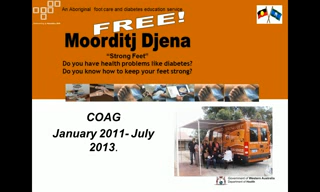 An Aboriginal foot care and diabetes education service
FREE!
Moorditj Djena
"Strong Feet"
Do you have health problems like diabetes?
Do you know how to keep your feet strong?
COAG
January 2011- July
2013.
Government of Western Australia
Department of Health